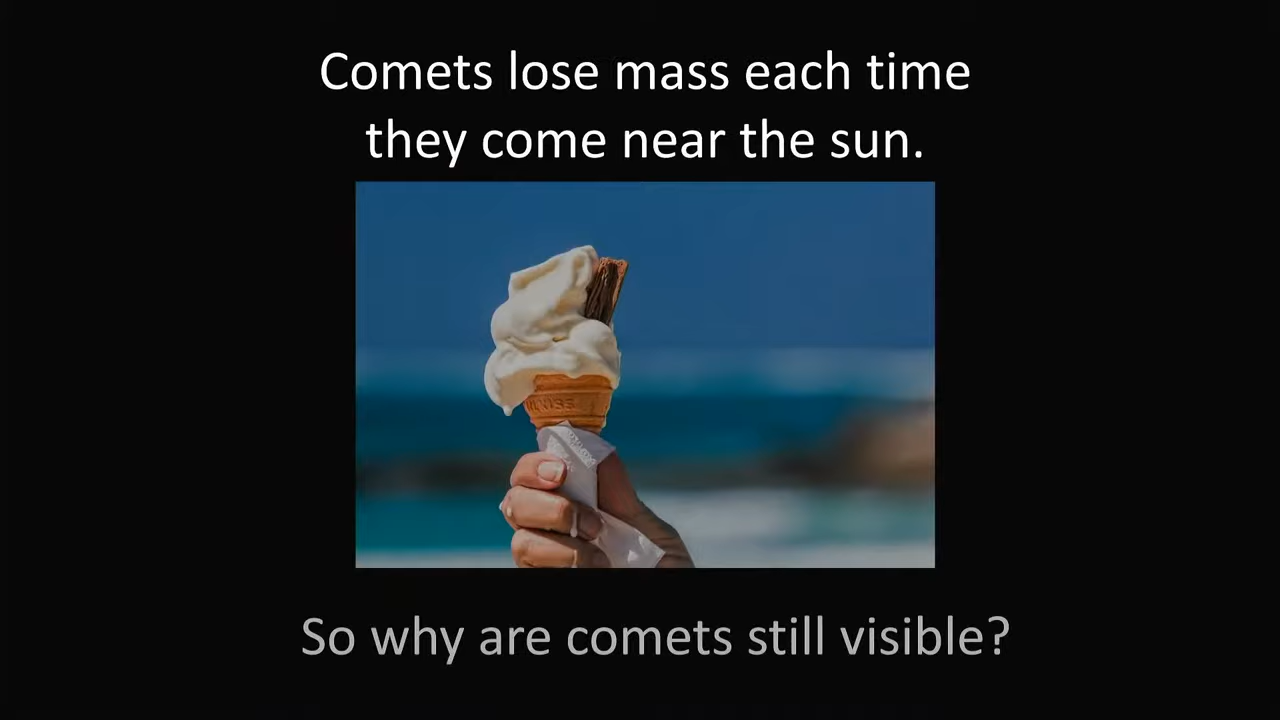 Comets lose mass each time
they come near the sun.
So why are comets still visible?